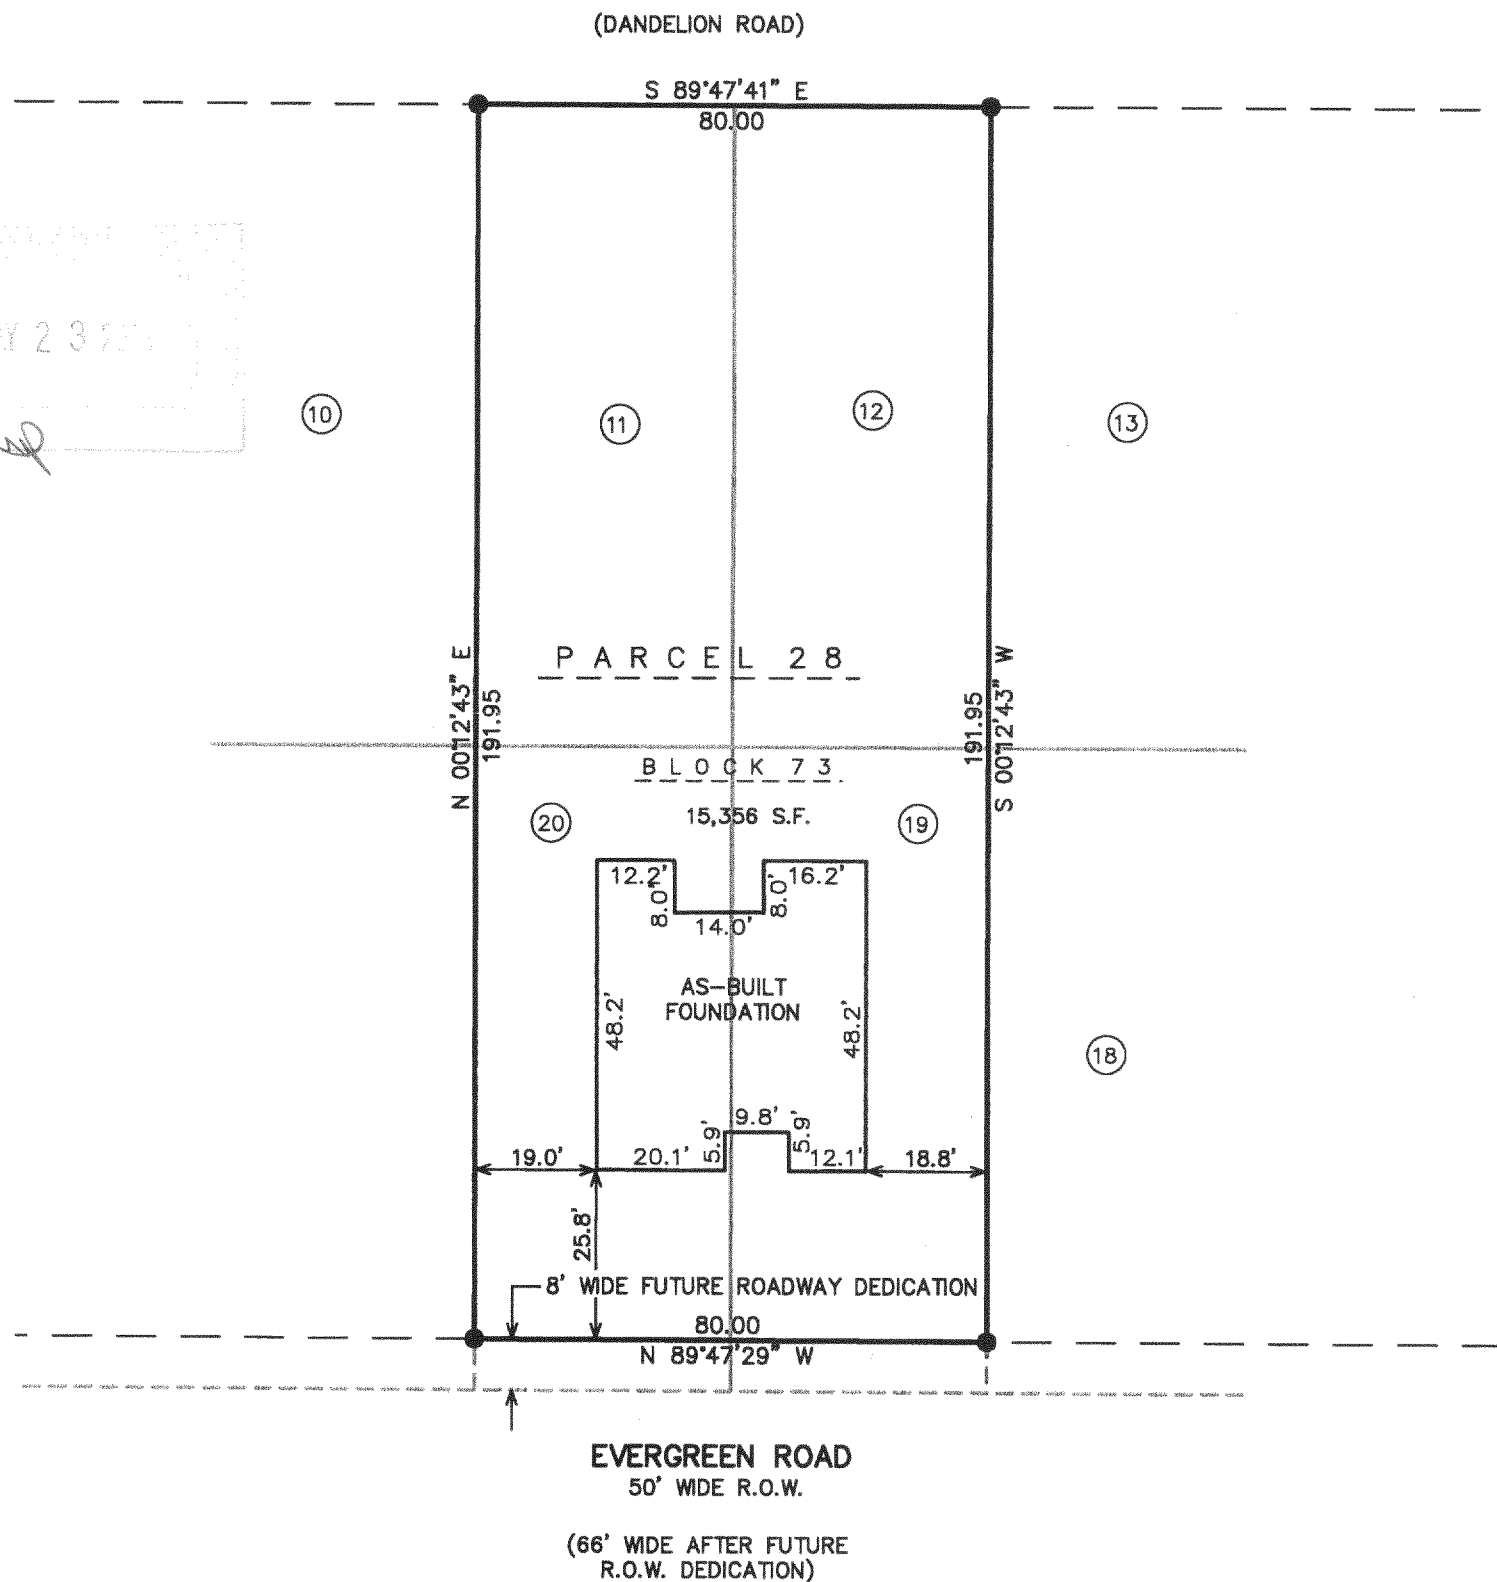 (DANDELION ROAD)
S 89°47'41" E
80.00
Y 2 3
10
11
12
13
PARCEL 28
N 00°12'43" E
191.95
191.95
S 00°12'43" W
BLOCK 73
15,356 S.F.
20
19
12.2'
8.0'
14.0'
8.0'
16.2'
AS-BUILT
FOUNDATION
48.2'
48.2'
18
9.8'
5.9'
5.9'
19.0'
20.1'
12.1'
18.8'
25.8'
8' WIDE FUTURE ROADWAY DEDICATION
80.00
N 89°47'29" W
EVERGREEN ROAD
50' WIDE R.O.W.
(66' WIDE AFTER FUTURE
R.O.W. DEDICATION)